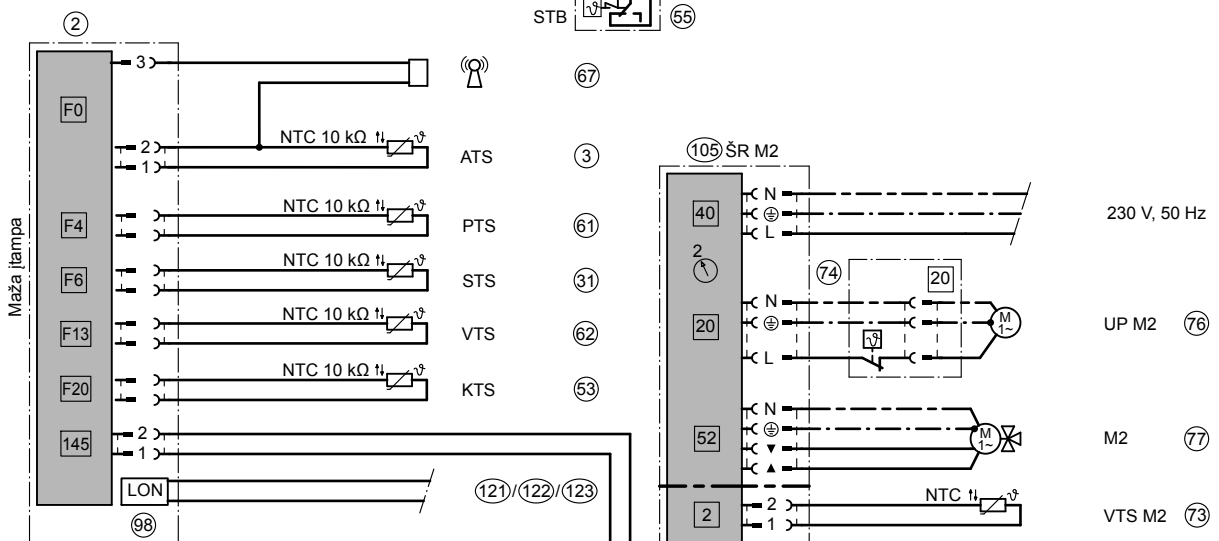 STB
ϑ
55
2
Maža įtampa
F0
3
67
2
1
NTC 10 kΩ
ϑ
ATS
3
F4
NTC 10 kΩ
ϑ
PTS
61
F6
NTC 10 kΩ
ϑ
STS
31
F13
NTC 10 kΩ
ϑ
VTS
62
F20
NTC 10 kΩ
ϑ
KTS
53
145
2
1
LON
98
121/122/123
105 ŠR M2
40
N
L
230 V, 50 Hz
2
74
20
20
N
L
ϑ
M
1~
UP M2
76
52
N
▼
▲
M
1~
M2
77
2
2
1
NTC
ϑ
VTS M2
73